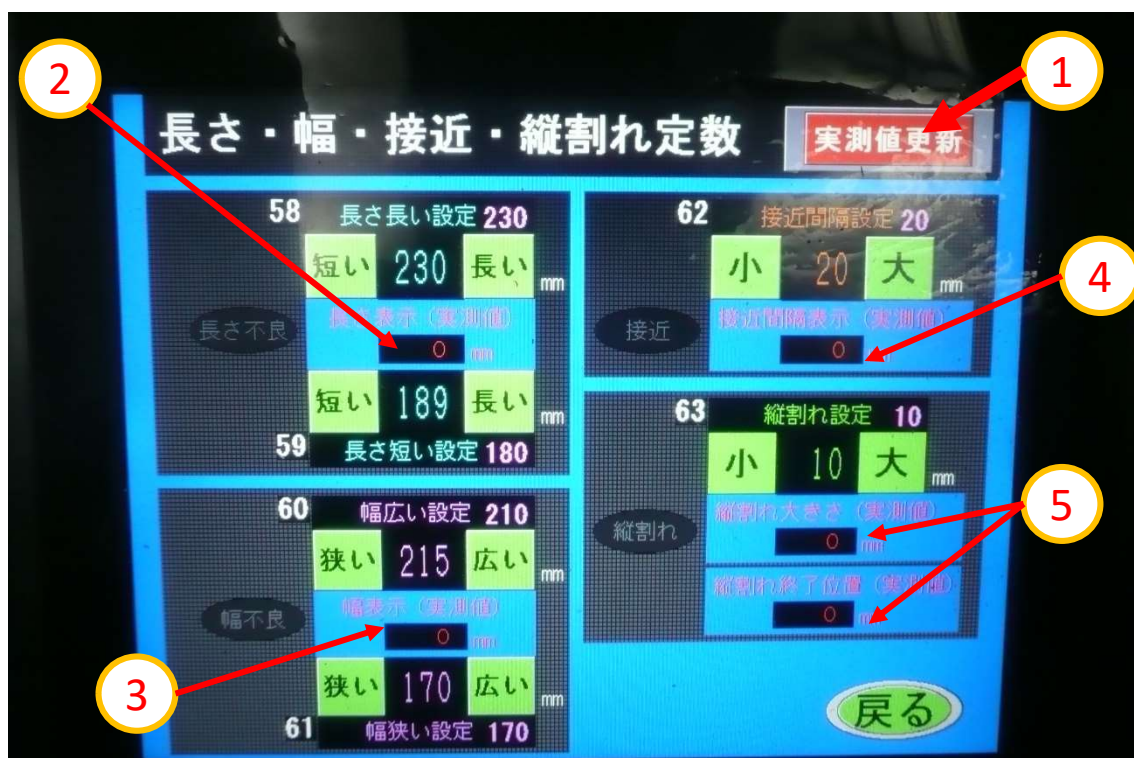 1
2
長さ・幅・接近・縦割れ定数
実測値更新
58
長さ長い設定 230
短い 230 長い mm
長さ不良
長さ表示（実測値）
0 mm
短い 189 長い mm
59
長さ短い設定 180
60
幅広い設定 210
狭い 215 広い mm
幅不良
幅表示（実測値）
0 mm
3
狭い 170 広い mm
61
幅狭い設定 170
62
接近間隔設定 20
小 20 大 mm
4
接近
接近間隔表示（実測値）
0
63
縦割れ設定 10
小 10 大 mm
縦割れ
縦割れ大きさ（実測値）
0 mm
5
縦割れ終了位置（実測値）
0
戻る